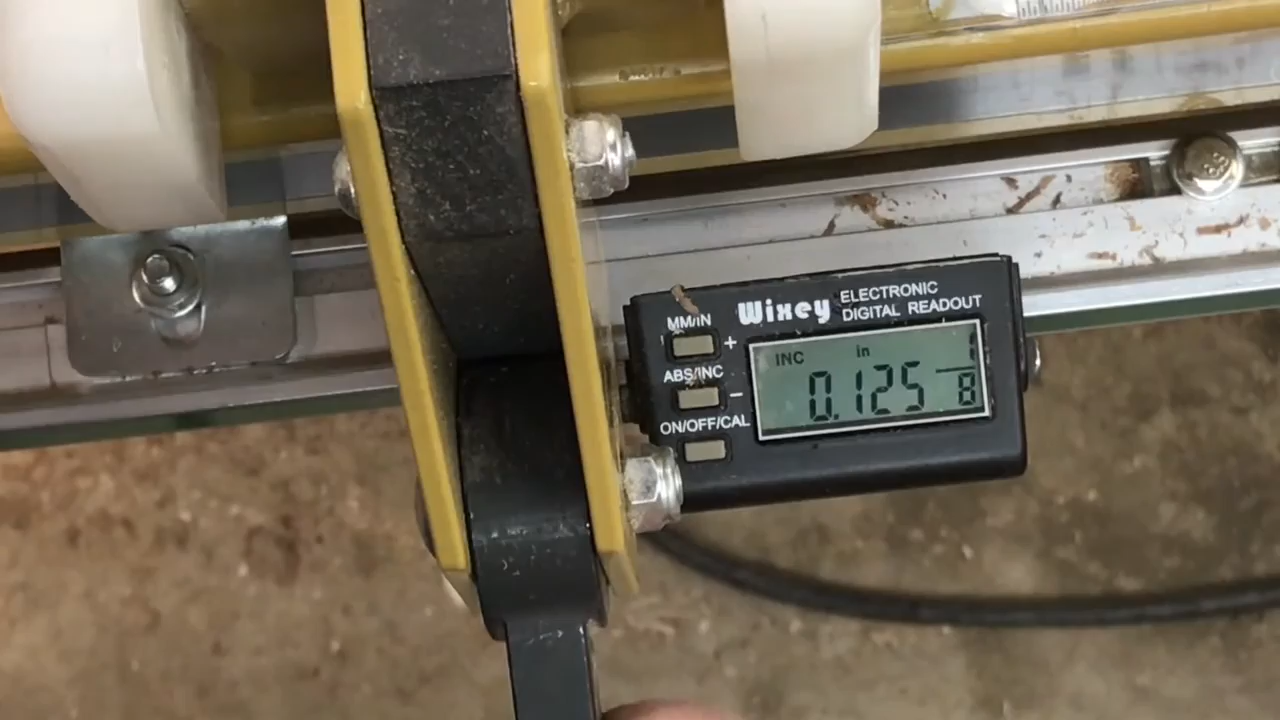 Wixey ELECTRONIC
DIGITAL READOUT
MM/IN +
ABS/INC -
ON/OFF/CAL
INC in
0.125 1/8